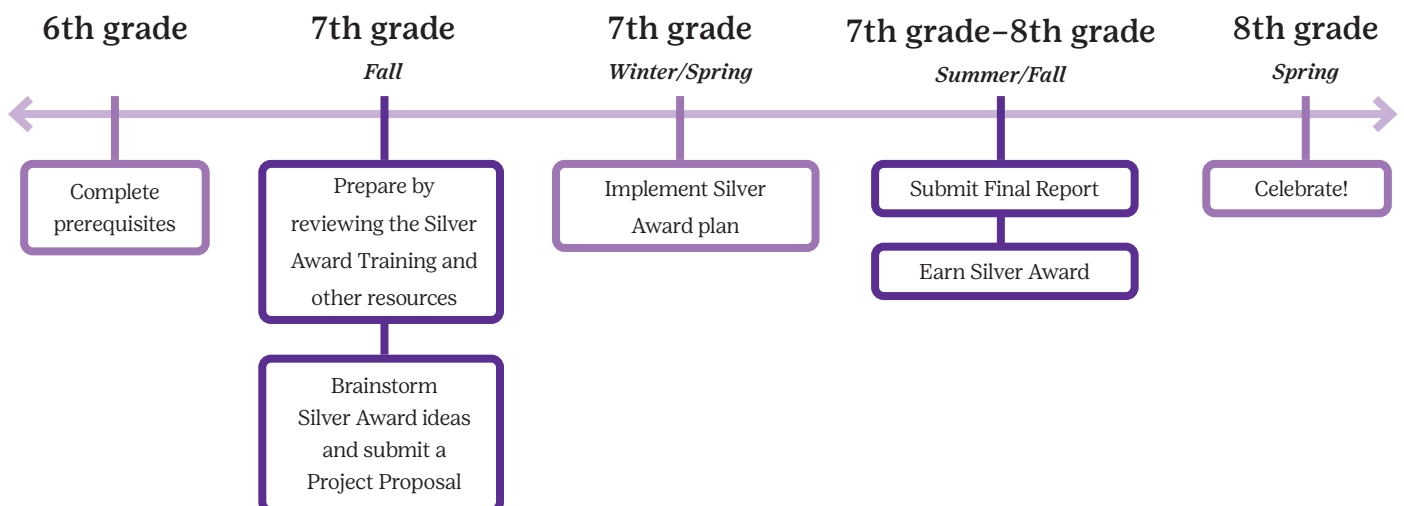 6th grade
7th grade
Fall
7th grade
Winter/Spring
7th grade–8th grade
Summer/Fall
8th grade
Spring
Complete
prerequisites
Prepare by
reviewing the Silver
Award Training and
other resources
Brainstorm
Silver Award ideas
and submit a
Project Proposal
Implement Silver
Award plan
Submit Final Report
Earn Silver Award
Celebrate!